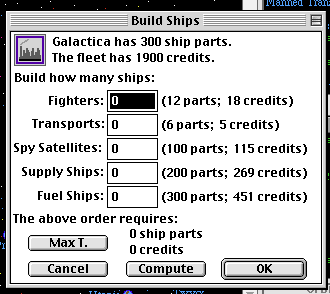 Manned Tran
Build Ships
Galactica has 300 ship parts.
The fleet has 1900 credits.
Build how many ships:
Fighters: 0 (12 parts; 18 credits)
Transports: 0 (6 parts; 5 credits)
Spy Satellites: 0 (100 parts; 115 credits)
Supply Ships: 0 (200 parts; 269 credits)
Fuel Ships: 0 (300 parts; 451 credits)
The above order requires:
Max T. 0 ship parts
0 credits
Cancel Compute OK